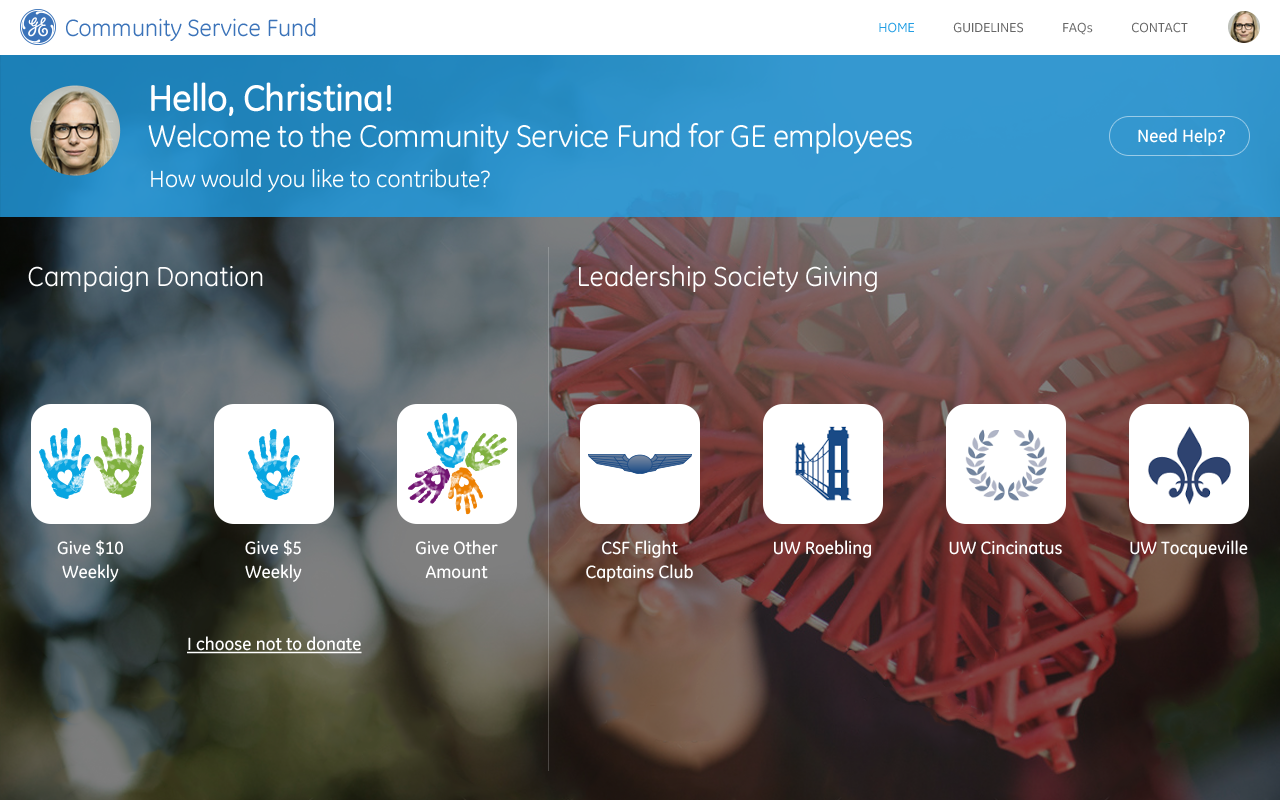 GE Community Service Fund
HOME GUIDELINES FAQs CONTACT
Hello, Christina!
Welcome to the Community Service Fund for GE employees
How would you like to contribute?
Need Help?
Campaign Donation
Leadership Society Giving
Give $10
Weekly
Give $5
Weekly
Give Other
Amount
CSF Flight
Captains Club
UW Roebling
UW Cincinatus
UW Tocqueville
I choose not to donate